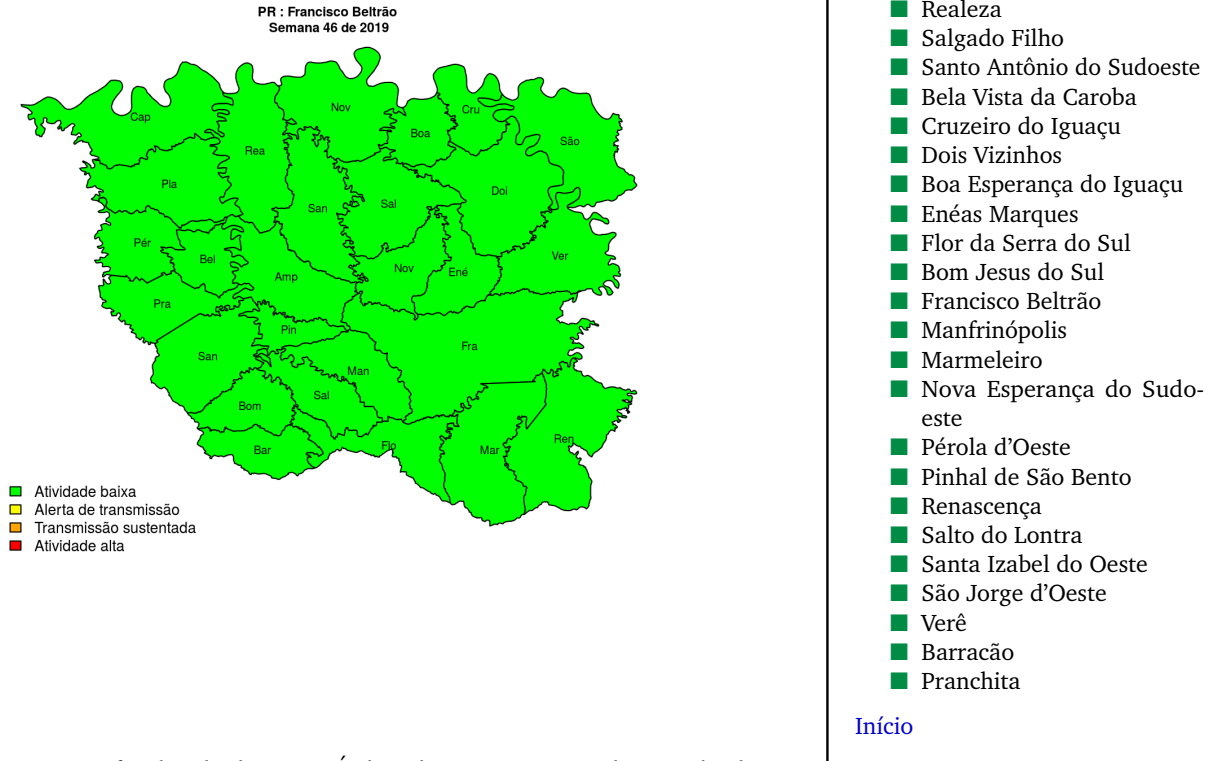 PR : Francisco Beltrão
Semana 46 de 2019
Cap
Nov
Boa
Cru
São
Rea
Pla
San
Sal
Doi
Pér
Bel
Amp
Nov
Ené
Ver
Pra
Pin
Fra
San
Man
Sal
Bom
Bar
Flo
Mar
Ren
Atividade baixa
Alerta de transmissão
Transmissão sustentada
Atividade alta
Realeza
Salgado Filho
Santo Antônio do Sudoeste
Bela Vista da Caroba
Cruzeiro do Iguaçu
Dois Vizinhos
Boa Esperança do Iguaçu
Enéas Marques
Flor da Serra do Sul
Bom Jesus do Sul
Francisco Beltrão
Manfrinópolis
Marmeleiro
Nova Esperança do Sudo-
este
Pérola d'Oeste
Pinhal de São Bento
Renascença
Salto do Lontra
Santa Izabel do Oeste
São Jorge d'Oeste
Verê
Barracão
Pranchita
Início